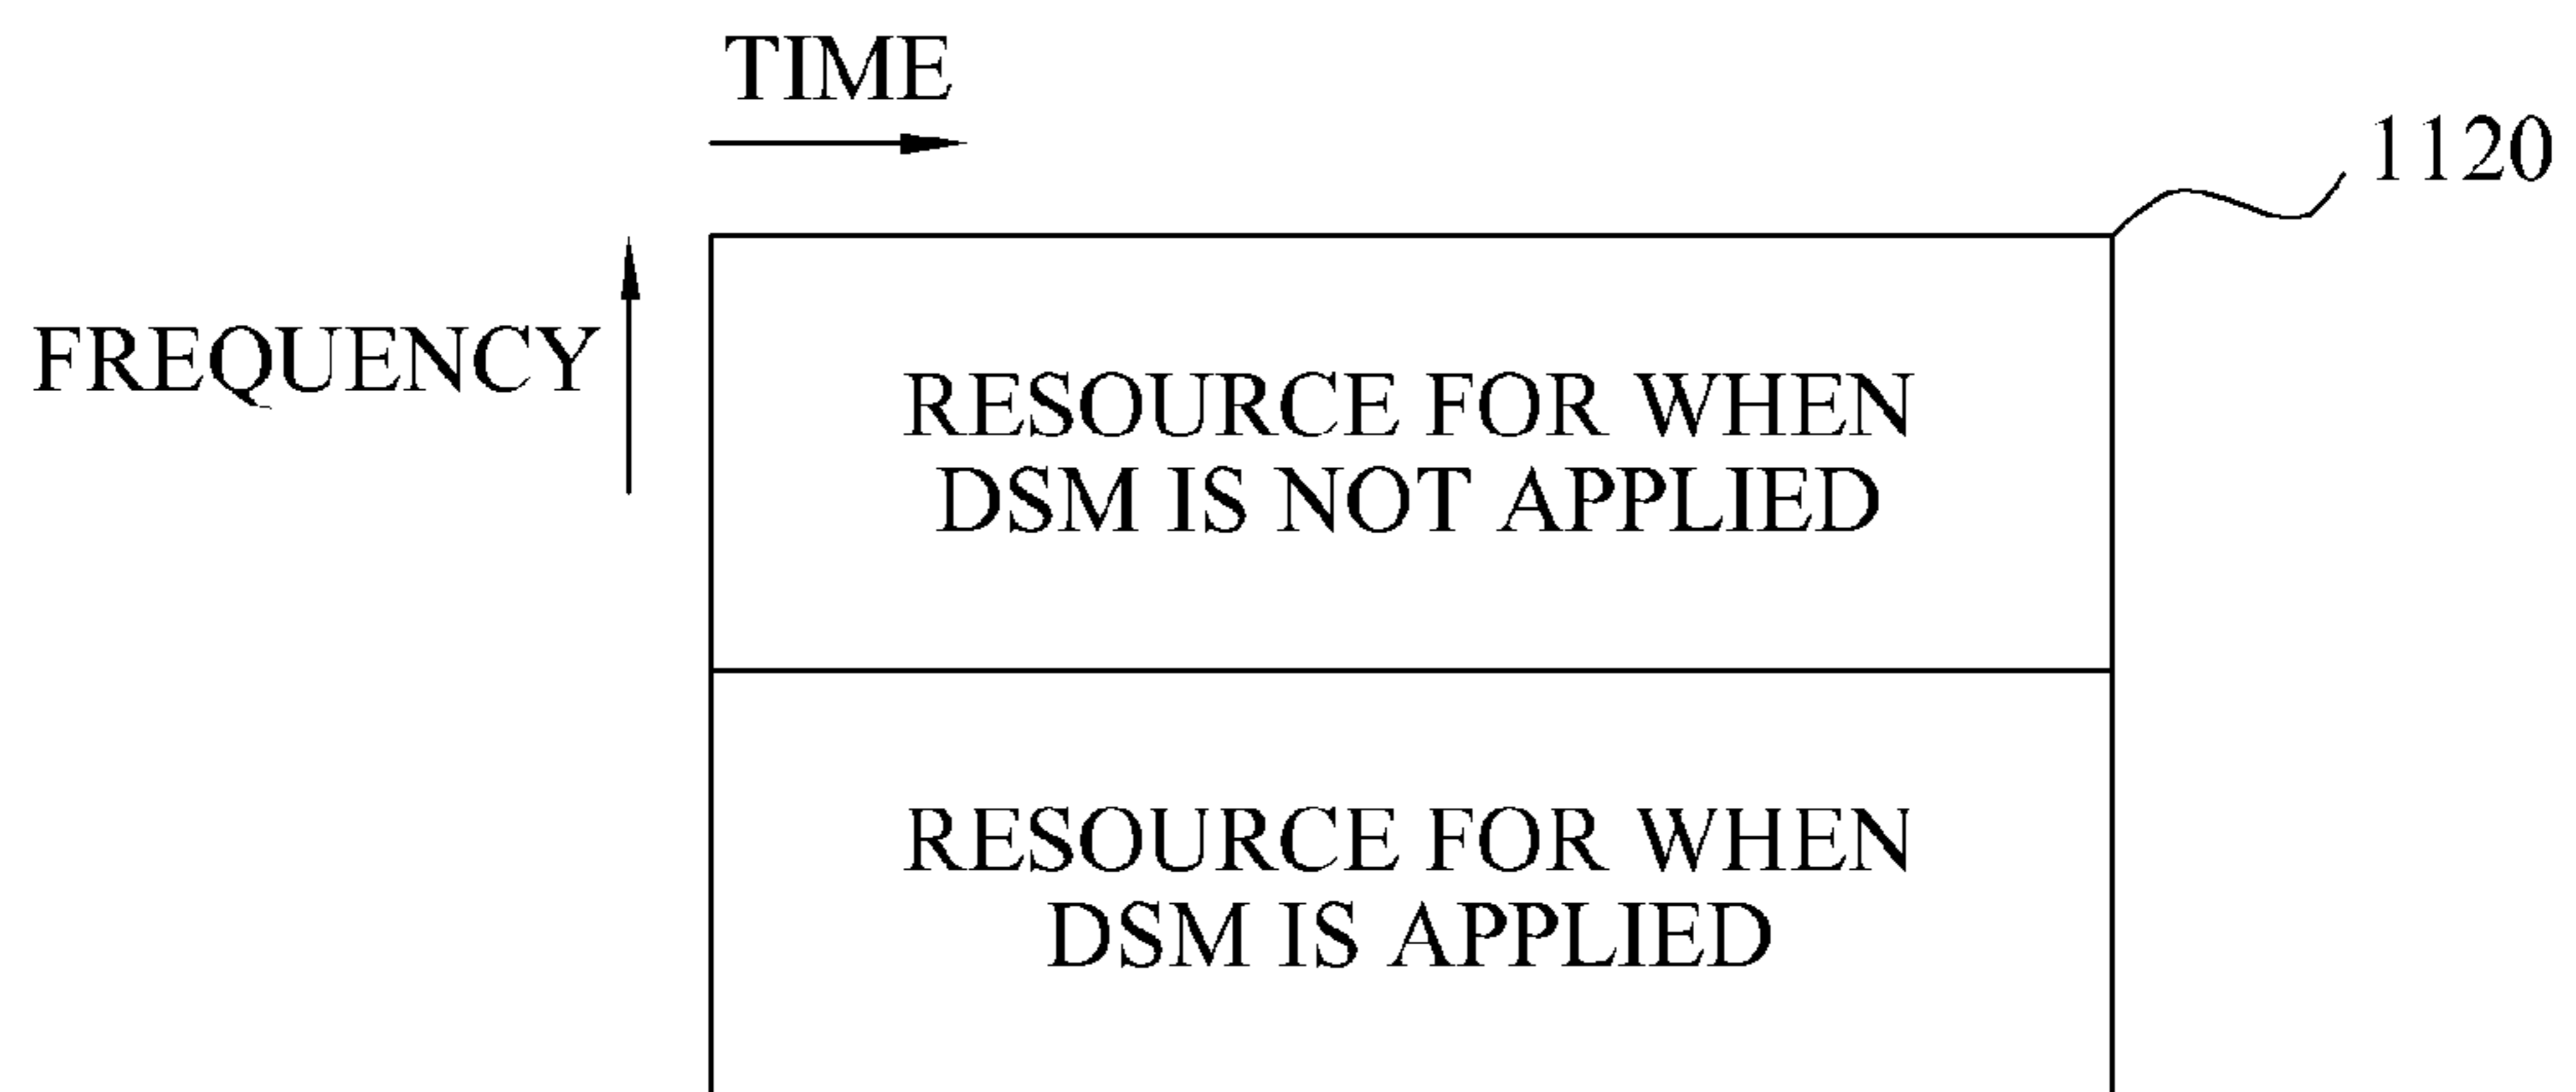 TIME
1120
FREQUENCY
RESOURCE FOR WHEN
DSM IS NOT APPLIED
RESOURCE FOR WHEN
DSM IS APPLIED